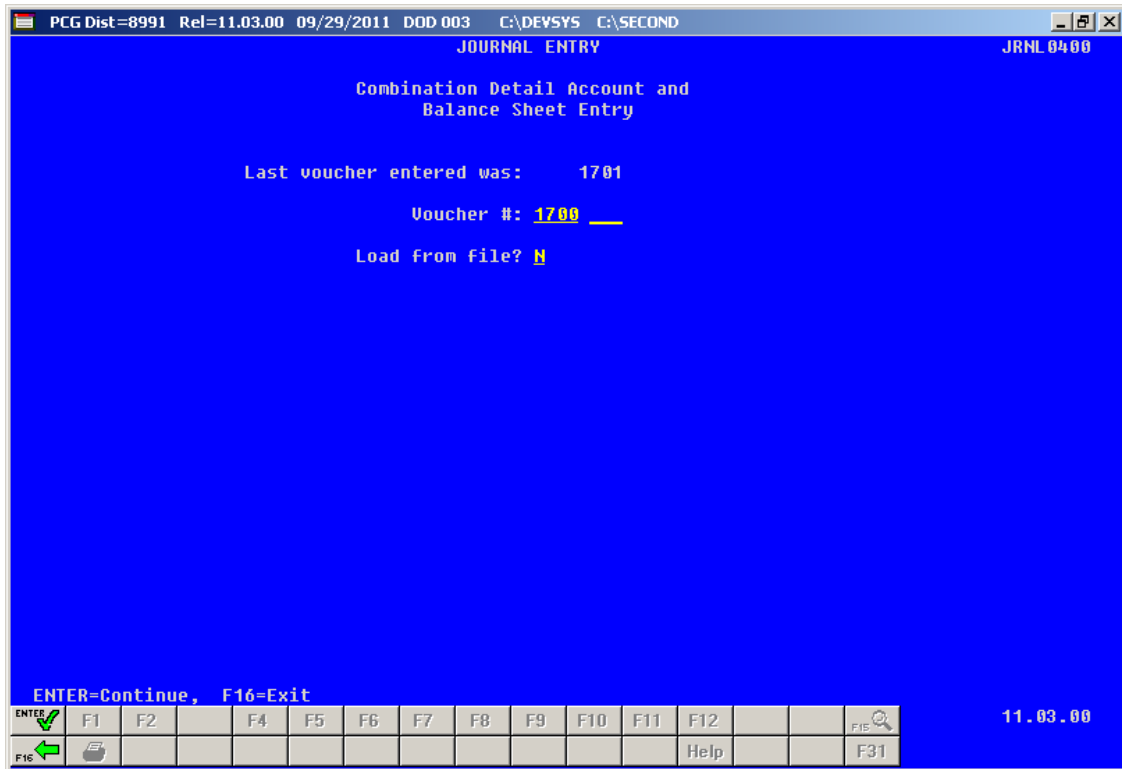 PCG Dist=8991 Rel=11.03.00 09/29/2011 DOD 003 C:\DEVSYS C:\SECOND
JOURNAL ENTRY JRNL0400
Combination Detail Account and
Balance Sheet Entry
Last voucher entered was: 1701
Voucher #: 1700 ___
Load from file? N
ENTER=Continue, F16=Exit
ENTER F1 F2 F4 F5 F6 F7 F8 F9 F10 F11 F12 F15 11.03.00
F16 Help F31